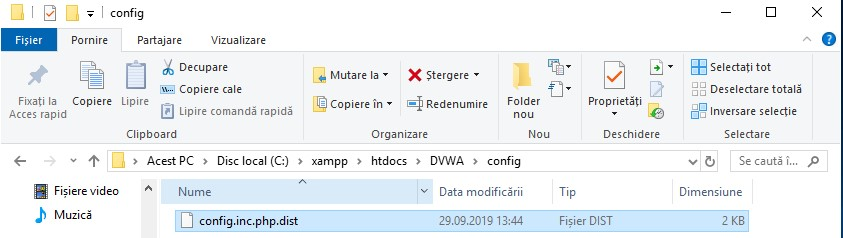 config
Fișier Pornire Partajare Vizualizare
Fixați la
Acces rapid
Copiere
Lipire
Decupare
Copiere cale
Lipire comandă rapidă
Clipboard
Mutare la
Copiere în
Ștergere
Redenumire
Organizare
Folder
nou
Nou
Proprietăți
Deschidere
Selectați tot
Deselectare totală
Inversare selecție
Selectare
Acest PC > Disc local (C:) > xampp > htdocs > DVWA > config
Se caută î...
Fișiere video
Muzică
Nume Data modificării Tip Dimensiune
config.inc.php.dist 29.09.2019 13:44 Fișier DIST 2 KB